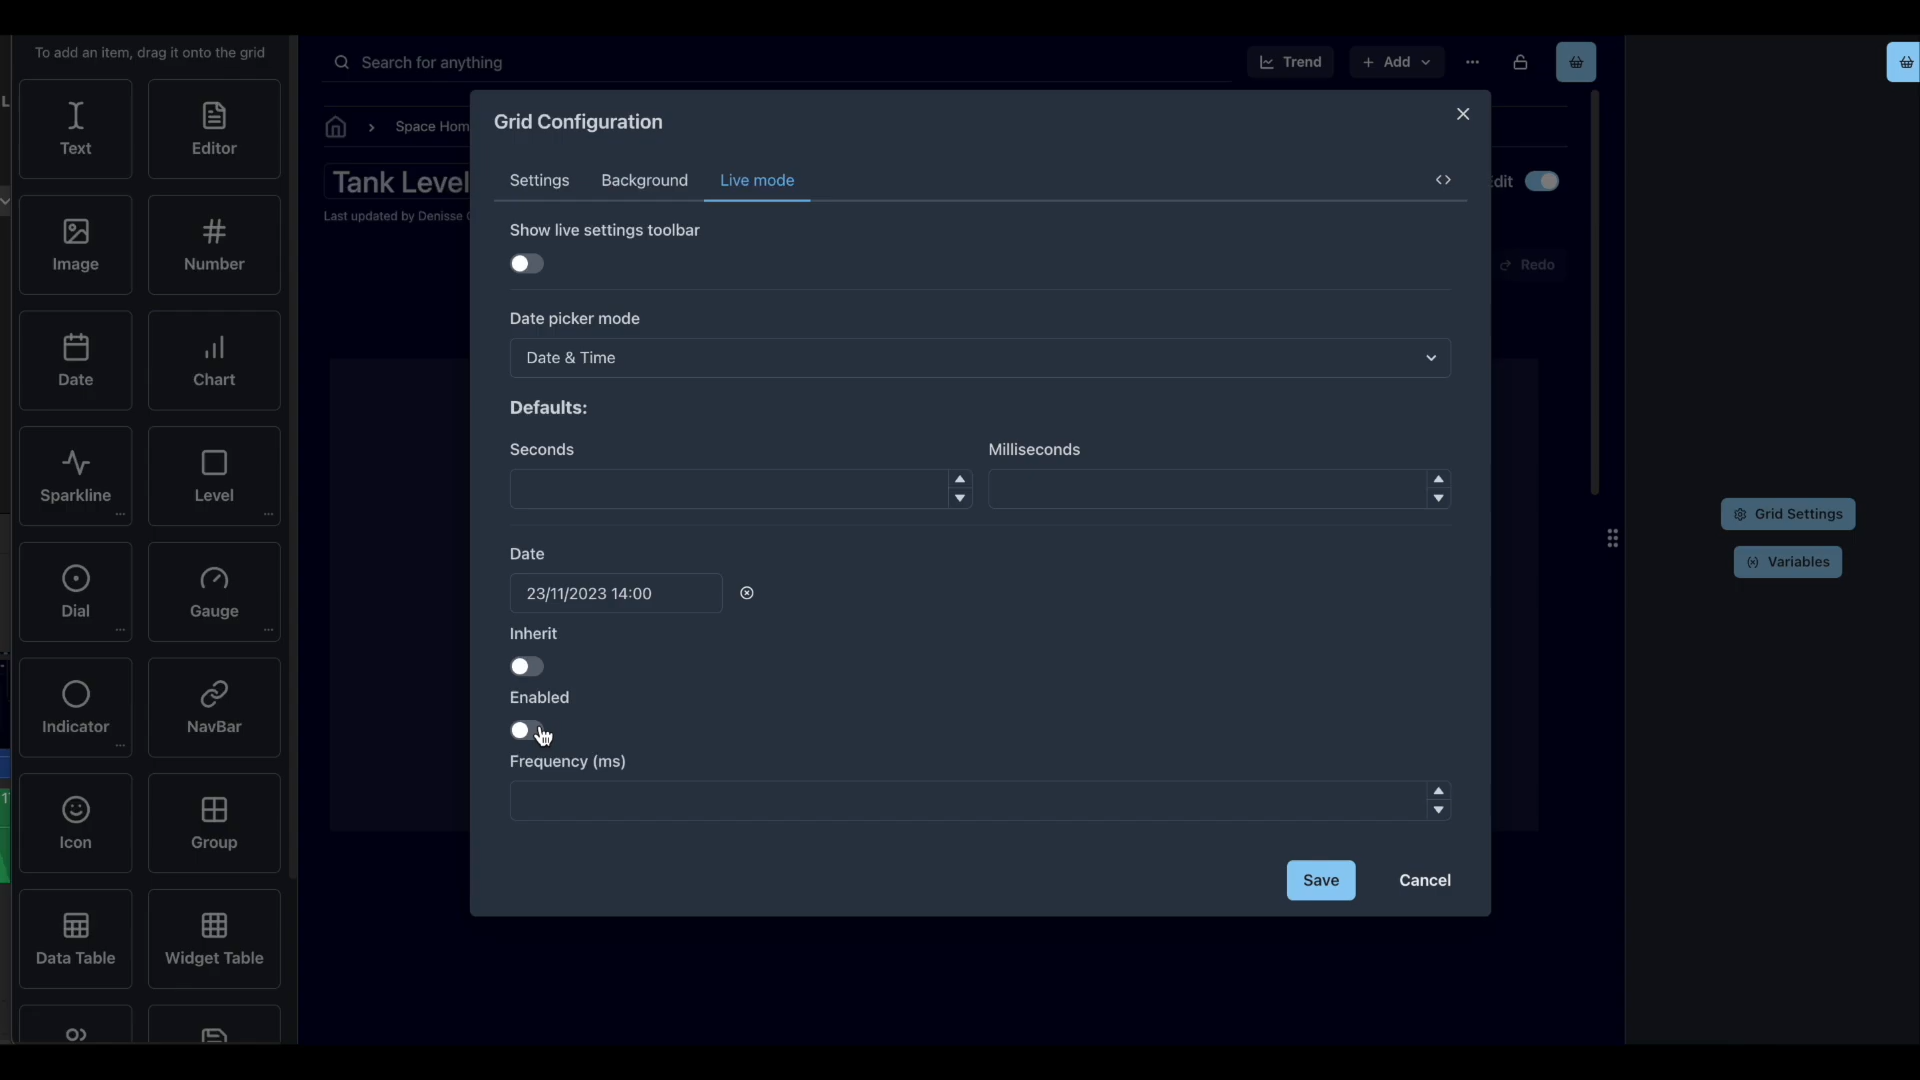 To add an item, drag it onto the grid
Text
Editor
Image
Number
Date
Chart
Sparkline
Level
Dial
Gauge
Indicator
NavBar
Icon
Group
Data Table
Widget Table
Search for anything
Trend
Add
Space Hom
Tank Level
Last updated by Denisse
dit
Redo
Grid Configuration
Settings
Background
Live mode
Show live settings toolbar
Date picker mode
Date & Time
Defaults:
Seconds
Milliseconds
Date
23/11/2023 14:00
Inherit
Enabled
Frequency (ms)
Save
Cancel
Grid Settings
Variables